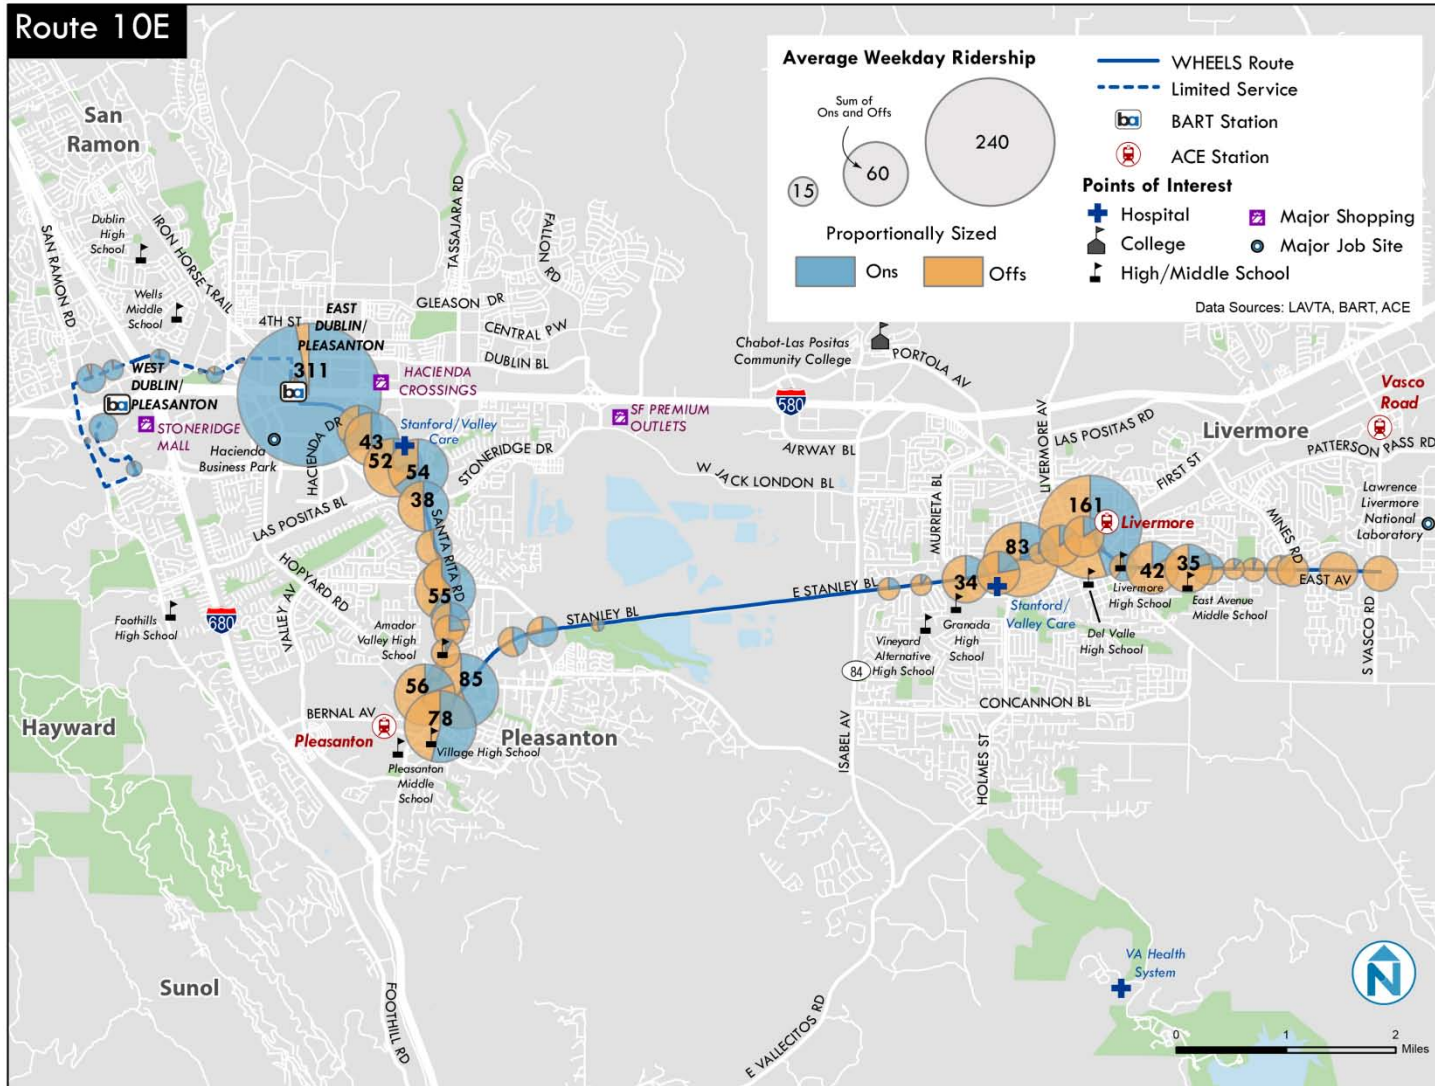 Route 10E
Average Weekday Ridership
Sum of
Ons and Offs
15
60
240
Proportionally Sized
Ons
Offs
WHEELS Route
Limited Service
ba
BART Station
ACE Station
Points of Interest
Hospital
College
High/Middle School
Major Shopping
Major Job Site
Data Sources: LAVTA, BART, ACE
San
Ramon
Dublin
High
School
IRON HORSE TRAIL
SAN RAMON RD
Wells
Middle
School
TASSAJARA RD
FALLON RD
GLEASON DR
4TH ST
EAST
DUBLIN/
PLEASANTON
CENTRAL PW
DUBLIN BL
311
ba
WEST
DUBLIN/
PLEASANTON
ba
STONERIDGE
MALL
HACIENDA
CROSSINGS
Hacienda
Business Park
HACIENDA DR
43
52
54
38
Stanford/Valley
Care
STONERIDGE DR
SF PREMIUM
OUTLETS
Chabot-Las Positas
Community College
PORTOLA AV
580
AIRWAY BL
W JACK LONDON BL
LIVERMORE AV
LAS POSITAS RD
Livermore
Vasco
Road
PATTERSON PASS RD
FIRST ST
Lawrence
Livermore
National
Laboratory
MURRIETA BL
MINES RD
161
Livermore
83
34
42
35
EAST AV
LAS POSITAS BL
SANTA RITA RD
HOPYARD RD
VALLEY AV
55
Foothills
High School
680
Amador
Valley High
School
STANLEY BL
E STANLEY BL
Stanford/
Valley Care
Livermore
High School
East Avenue
Middle School
Del Valle
High School
Granada
High
School
Vineyard
Alternative
High School
84
S VASCO RD
56
85
78
BERNAL AV
Pleasanton
Village High School
Pleasanton
Middle
School
Pleasanton
CONCANNON BL
ISABEL AV
HOLMES ST
Hayward
Sunol
FOOTHILL RD
E VALLECITOS RD
VA Health
System
N
0
1
2
Miles